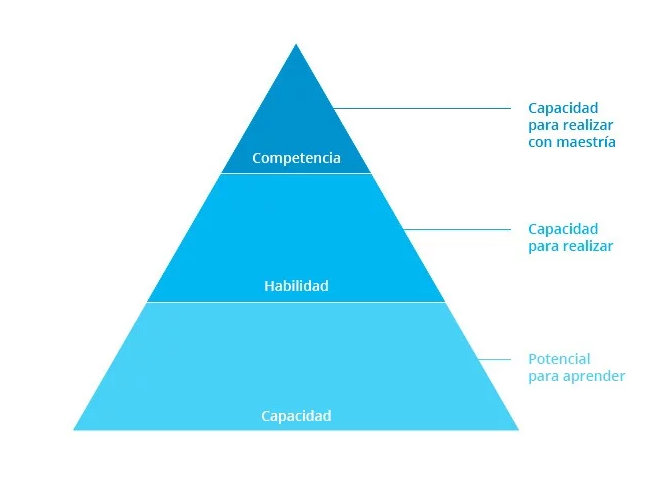 Competencia
Capacidad
para realizar
con maestría
Habilidad
Capacidad
para realizar
Capacidad
Potencial
para aprender